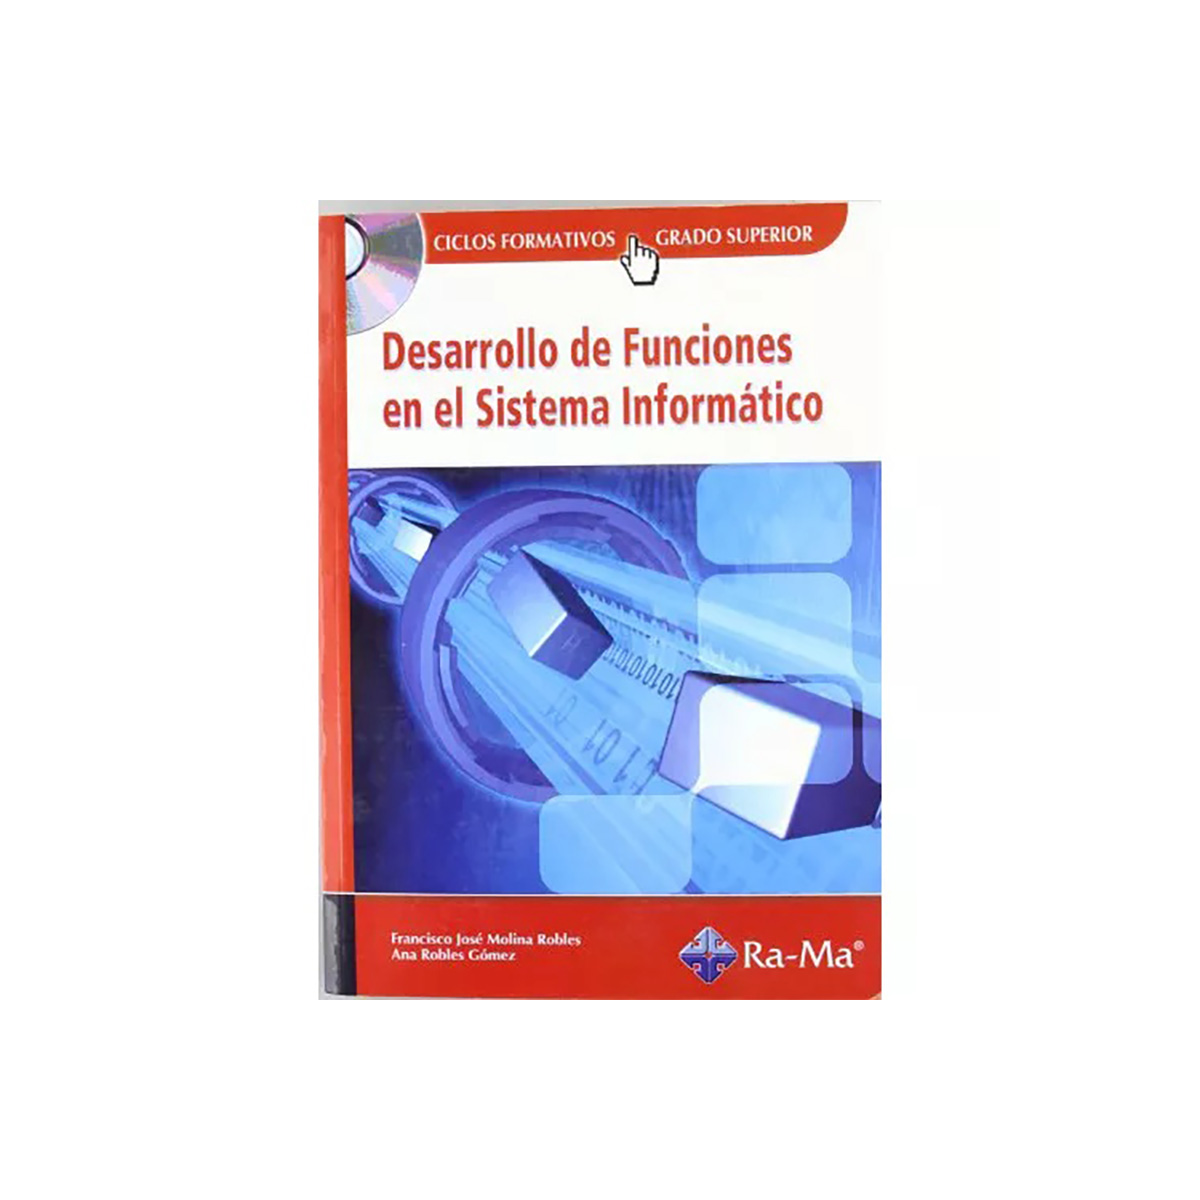 CICLOS FORMATIVOS GRADO SUPERIOR
Desarrollo de Funciones
en el Sistema Informático
Francisco José Molina Robles
Ana Robles Gómez
Ra-Ma®